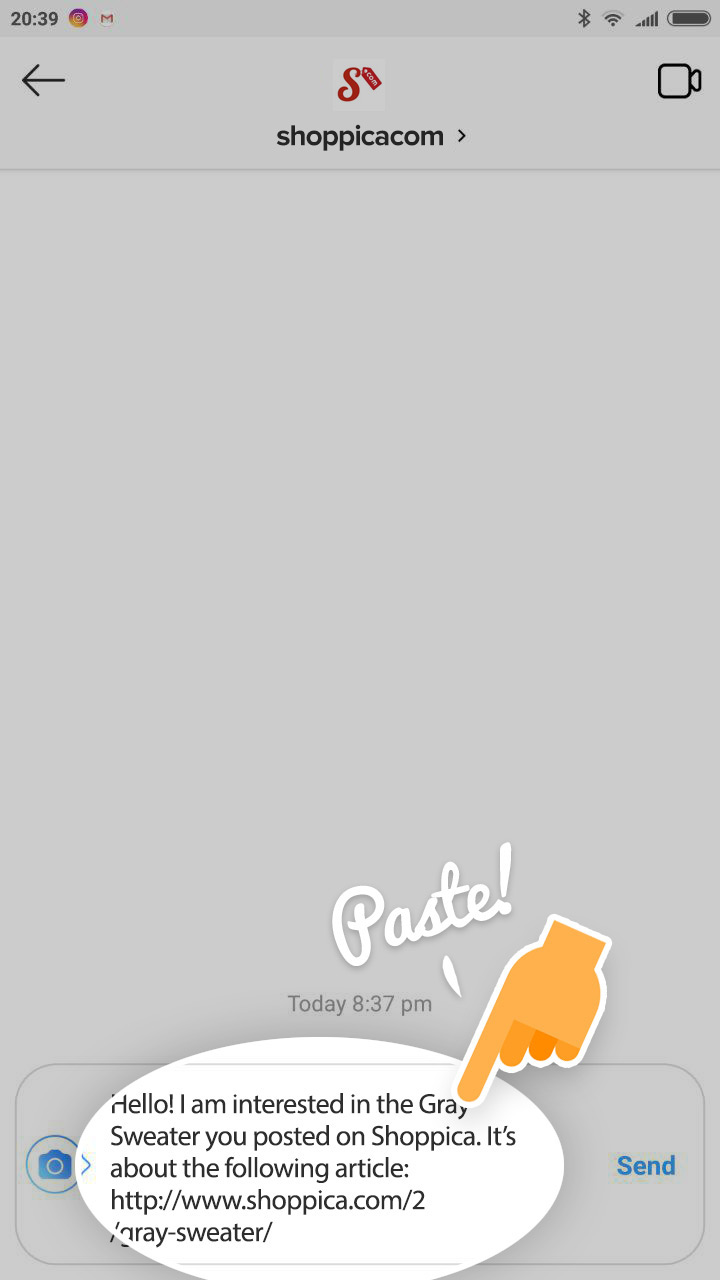 20:39
S .com
shoppicacom >
Paste!
Today 8:37 pm
Hello! I am interested in the Gray
Sweater you posted on Shoppica. It's
about the following article:
http://www.shoppica.com/2
/gray-sweater/
Send